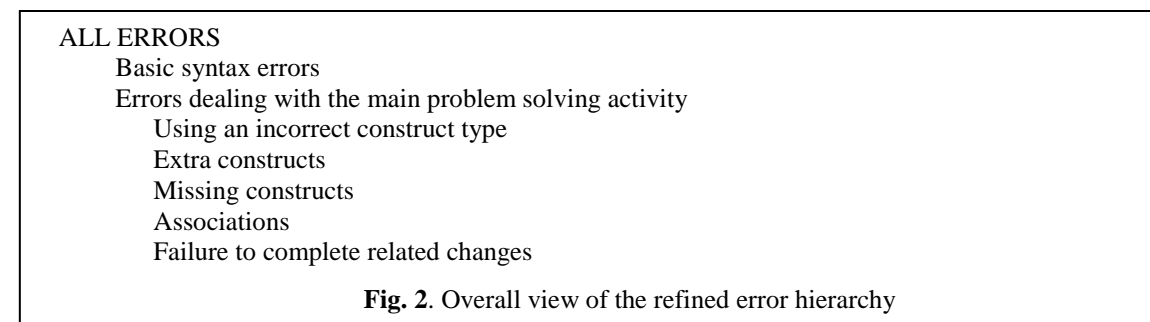 ALL ERRORS
Basic syntax errors
Errors dealing with the main problem solving activity
Using an incorrect construct type
Extra constructs
Missing constructs
Associations
Failure to complete related changes
Fig. 2. Overall view of the refined error hierarchy